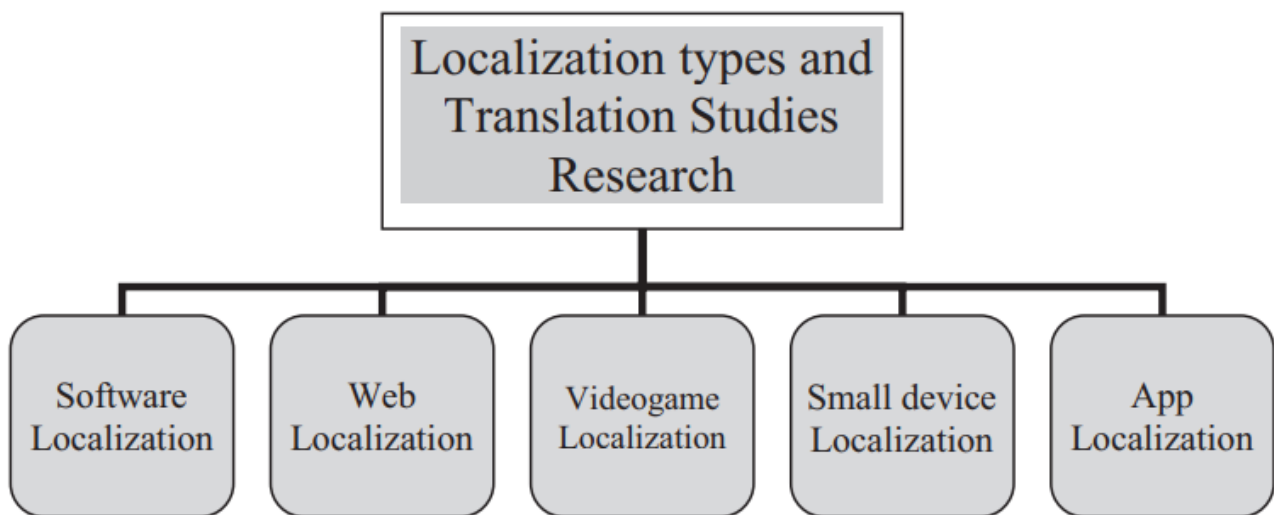 Localization types and
Translation Studies
Research
Software
Localization
Web
Localization
Videogame
Localization
Small device
Localization
App
Localization